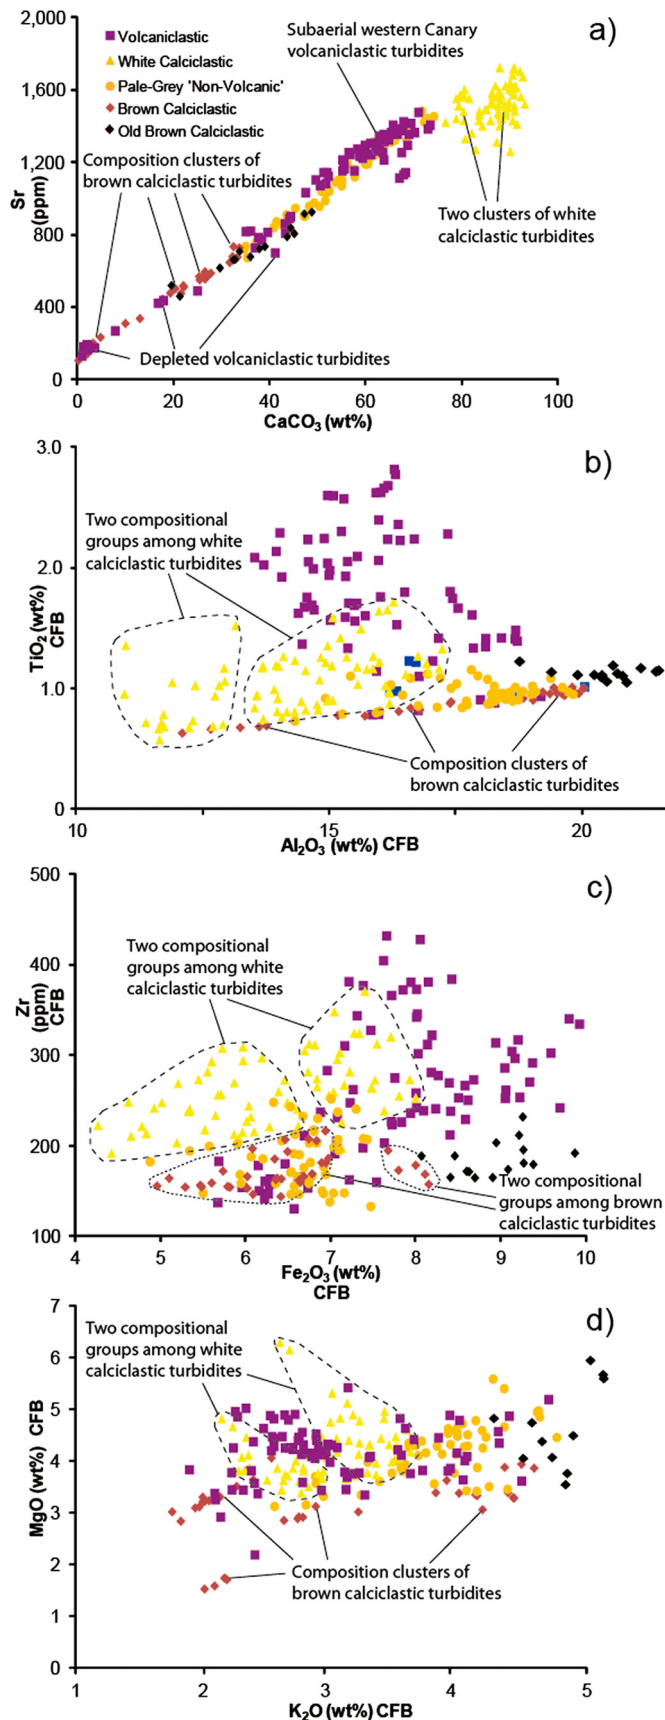 a)
Sr
(ppm)
1,600
1,200
800
400
0
Volcaniclastic
White Calciclastic
Pale-Grey 'Non-Volcanic'
Brown Calciclastic
Old Brown Calciclastic
Subaerial western Canary
volcaniclastic turbidites
Composition clusters of
brown calciclastic turbidites
Two clusters of white
calciclastic turbidites
Depleted volcaniclastic turbidites
0 20 40 60 80 100
CaCO₃ (wt%)
b)
TiO₂ (wt%)
CFB
3.0
2.0
1.0
0
Two compositional
groups among white
calciclastic turbidites
Composition clusters of
brown calciclastic turbidites
10 15 20
Al₂O₃ (wt%) CFB
c)
Zr
(ppm)
CFB
500
400
300
200
100
Two compositional
groups among white
calciclastic turbidites
Two compositional
groups among brown
calciclastic turbidites
4 5 6 7 8 9 10
Fe₂O₃ (wt%)
CFB
d)
MgO (wt%) CFB
7
6
5
4
3
2
1
0
Two compositional
groups among white
calciclastic turbidites
Composition clusters of
brown calciclastic turbidites
1 2 3 4 5
K₂O (wt%) CFB